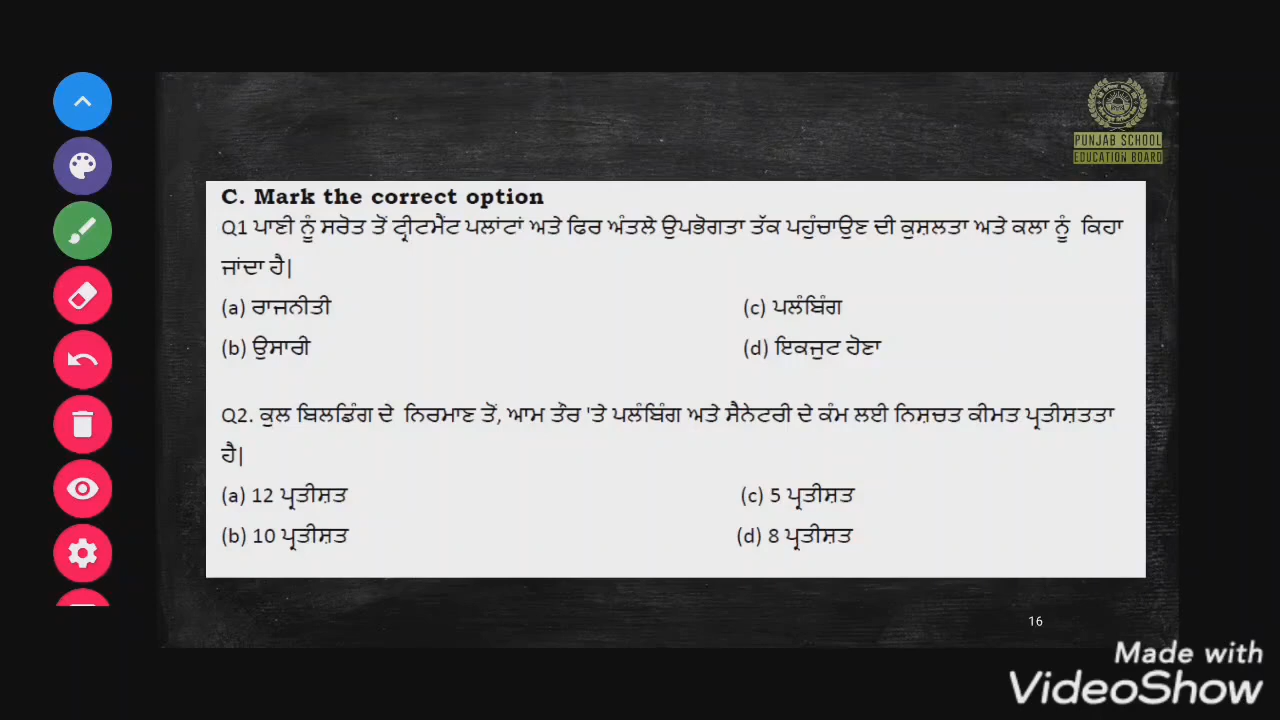 PUNJAB SCHOOL
EDUCATION BOARD
C. Mark the correct option
Q1 ਪਾਣੀ ਨੂੰ ਸਰੋਤ ਤੋਂ ਟ੍ਰੀਟਮੈਂਟ ਪਲਾਂਟਾਂ ਅਤੇ ਫਿਰ ਅੰਤਲੇ ਉਪਭੋਗਤਾ ਤੱਕ ਪਹੁੰਚਾਉਣ ਦੀ ਕੁਸ਼ਲਤਾ ਅਤੇ ਕਲਾ ਨੂੰ ਕਿਹਾ
ਜਾਂਦਾ ਹੈ|
(a) ਰਾਜਨੀਤੀ (c) ਪਲੰਬਿੰਗ
(b) ਉਸਾਰੀ (d) ਇਕਜੁਟ ਹੋਣਾ
Q2. ਕੁਲ ਬਿਲਡਿੰਗ ਦੇ ਨਿਰਮਾਣ ਤੋਂ, ਆਮ ਤੌਰ 'ਤੇ ਪਲੰਬਿੰਗ ਅਤੇ ਸੈਨੇਟਰੀ ਦੇ ਕੰਮ ਲਈ ਨਿਸ਼ਚਤ ਕੀਮਤ ਪ੍ਰਤੀਸ਼ਤਤਾ
ਹੈ|
(a) 12 ਪ੍ਰਤੀਸ਼ਤ (c) 5 ਪ੍ਰਤੀਸ਼ਤ
(b) 10 ਪ੍ਰਤੀਸ਼ਤ (d) 8 ਪ੍ਰਤੀਸ਼ਤ
16
Made with
VideoShow